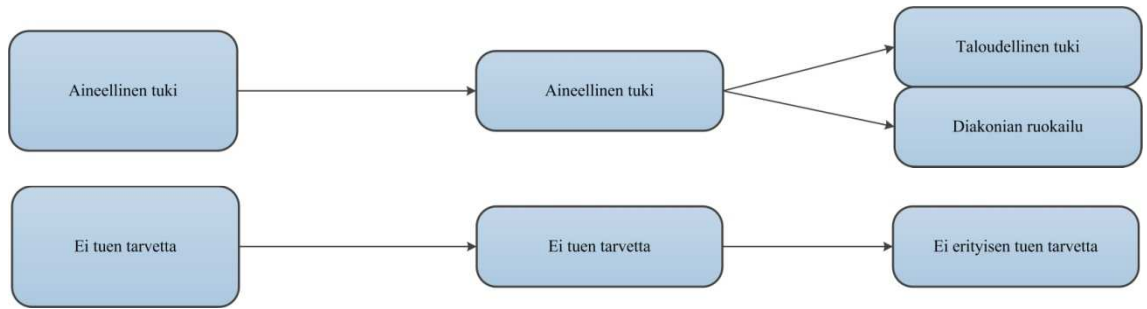 Aineellinen tuki
Aineellinen tuki
Taloudellinen tuki
Diakonian ruokailu
Ei tuen tarvetta
Ei tuen tarvetta
Ei erityisen tuen tarvetta